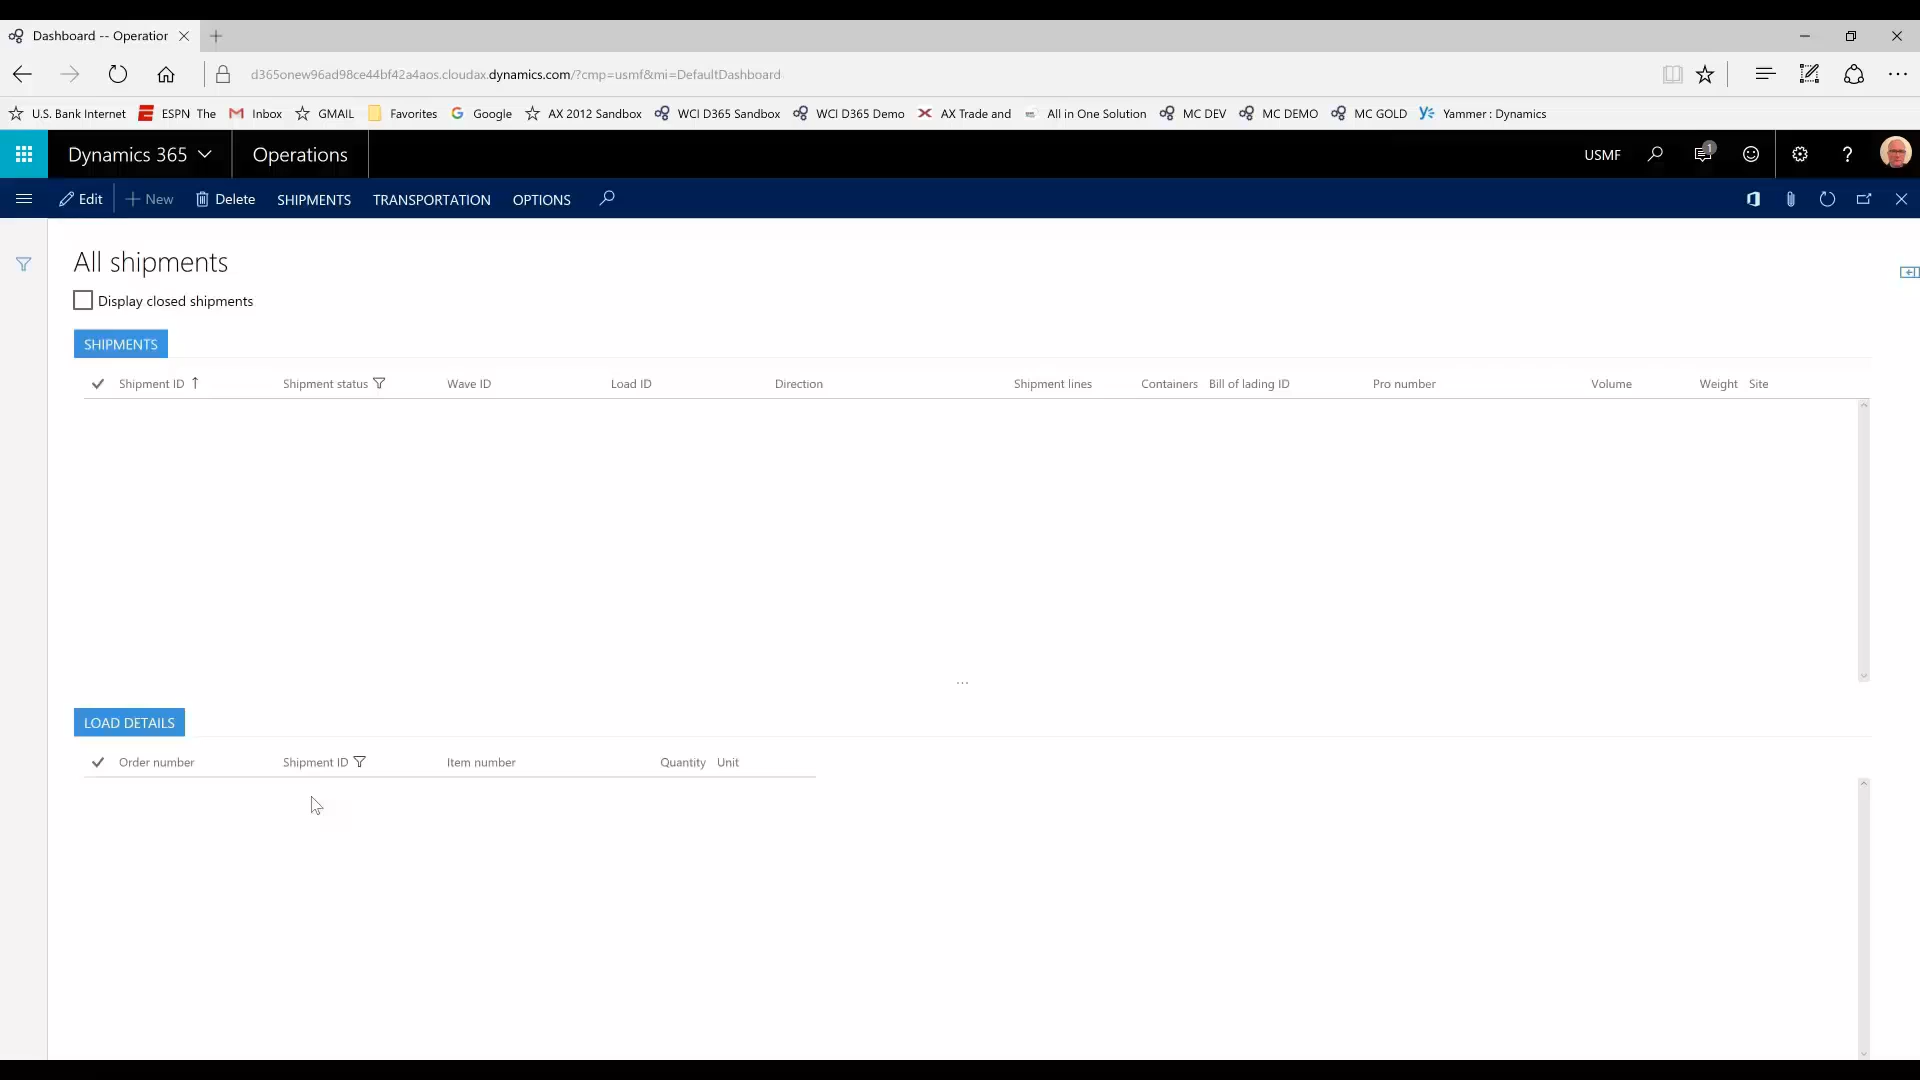 Dashboard -- Operation
d365onew96ad98ce44bf42a4aos.cloudax.dynamics.com/?cmp=usmf&mi=DefaultDashboard
U.S. Bank Internet ESPN The Inbox GMAIL Favorites Google AX 2012 Sandbox WCI D365 Sandbox WCI D365 Demo AX Trade and All in One Solution MC DEV MC DEMO MC GOLD Yammer : Dynamics
Dynamics 365 Operations USMF 1 ?
Edit New Delete SHIPMENTS TRANSPORTATION OPTIONS
All shipments
Display closed shipments
SHIPMENTS
Shipment ID Shipment status Wave ID Load ID Direction Shipment lines Containers Bill of lading ID Pro number Volume Weight Site
...
LOAD DETAILS
Order number Shipment ID Item number Quantity Unit